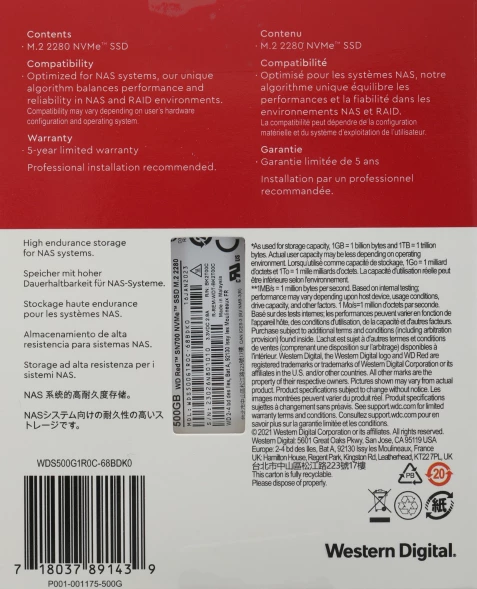 Contents
· M.2 2280 NVMe™ SSD
Compatibility
· Optimized for NAS systems, our unique
algorithm balances performance and
reliability in NAS and RAID environments.
Compatibility may vary depending on user's hardware
configuration and operating system.
Warranty
· 5-year limited warranty
Professional installation recommended.
Contenu
· M.2 2280 NVMe™ SSD
Compatibilité
· Optimisé pour les systèmes NAS, notre
algorithme unique équilibre les
performances et la fiabilité dans les
environnements NAS et RAID.
La compatibilité peut dépendre de la configuration
matérielle et du système d'exploitation de l'utilisateur.
Garantie
· Garantie limitée de 5 ans
Installation par un professionnel
recommandée.
High endurance storage
for NAS systems.
Speicher mit hoher
Dauerhaltbarkeit für NAS-Systeme.
Stockage haute endurance
pour les systèmes NAS.
Almacenamiento de alta
resistencia para sistemas NAS.
Storage ad alta resistenza per i
sistemi NAS.
NAS 系统的高耐久度存储。
NASシステム向けの耐久性の高いス
トレージです。
500GB WD Red™ SN700 NVMe™ SSD M.2 2280
16JAN2023
Made in Malaysia
WD 2-4 bd des Iles, Bat A, 92130 Issy les Moulineaux FR
*As used for storage capacity, 1GB = 1 billion bytes and 1TB = 1 trillion
bytes. Actual user capacity may be less depending on operating
environment. Lorsqu'utilisé comme capacité de stockage, 1Go = 1 milliard
d'octets et 1To = 1 mille milliards d'octets. La capacité d'utilisation réelle peut
être inférieure selon l'environnement.
**1MB/s = 1 million bytes per second. Based on internal testing;
performance may vary depending upon host device, usage conditions,
drive capacity, and other factors. 1 Mo/s=1 million d'octets par seconde.
Basé sur des tests internes; les performances peuvent varier en fonction de
l'appareil hôte, des conditions d'utilisation, de la capacité et d'autres facteurs.
Purchase subject to additional terms and conditions (including arbitration
provision) found inside. L'achat est sujet à d'autres termes et conditions
de ventes (comprenant une disposition sur l'arbitrage) disponibles à
l'intérieur. Western Digital, the Western Digital logo and WD Red are
registered trademarks or trademarks of Western Digital Corporation or its
affiliates in the U.S. and/or other countries. All other marks are the
property of their respective owners. Pictures shown may vary from actual
product. Product specifications subject to change without notice. Les
images montrées peuvent varier du produit réel. Produit spécifications
sujettes à changement sans préavis. See support.wdc.com for limited
warranty terms and conditions. Consultez support.wdc.com pour en
savoir plus sur la garantie limitée et les conditions.
© 2021 Western Digital Corporation or its affiliates. All rights reserved.
Western Digital: 5601 Great Oaks Pkwy, San Jose, CA 95119 USA
Europe: 2-4 bd des Iles, Bat A, 92130 Issy les Moulineaux, France
UK: Hamilton House, Regent Park, Kingston Rd, Leatherhead, KT22 7PL, UK
台北市中山區松江路223號17樓
This carton is fully recyclable.
Please dispose of properly.
WDS500G1R0C-68BDK0
7 18037 89143 9
P001-001175-500G
PB
20
紙
Western Digital.